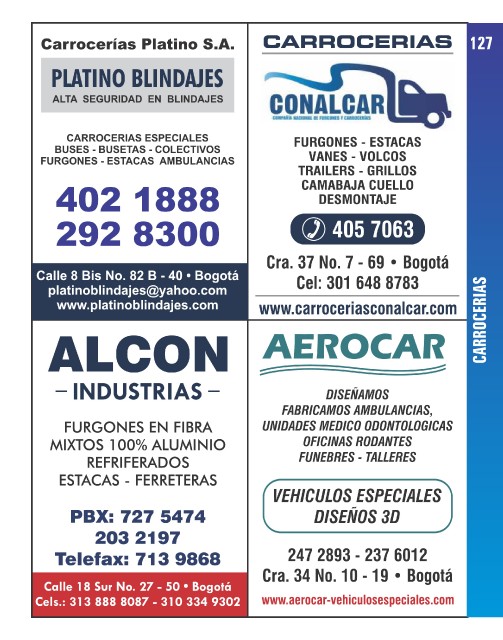 Carrocerías Platino S.A.
PLATINO BLINDAJES
ALTA SEGURIDAD EN BLINDAJES
CARROCERIAS ESPECIALES
BUSES - BUSETAS - COLECTIVOS
FURGONES - ESTACAS AMBULANCIAS
402 1888
292 8300
Calle 8 Bis No. 82 B - 40 • Bogotá
platinoblindajes@yahoo.com
www.platinoblindajes.com
CARROCERIAS
CONALCAR
COMPAÑIA NACIONAL DE FURGONES Y CARROCERIAS
FURGONES - ESTACAS
VANES - VOLCOS
TRAILERS - GRILLOS
CAMABAJA CUELLO
DESMONTAJE
405 7063
Cra. 37 No. 7 - 69 • Bogotá
Cel: 301 648 8783
www.carroceriasconalcar.com
127
CARROCERIAS
ALCON
- INDUSTRIAS -
FURGONES EN FIBRA
MIXTOS 100% ALUMINIO
REFRIFERADOS
ESTACAS - FERRETERAS
PBX: 727 5474
203 2197
Telefax: 713 9868
Calle 18 Sur No. 27 - 50 • Bogotá
Cels.: 313 888 8087 - 310 334 9302
AEROCAR
DISEÑAMOS
FABRICAMOS AMBULANCIAS,
UNIDADES MEDICO ODONTOLOGICAS
OFICINAS RODANTES
FUNEBRES - TALLERES
VEHICULOS ESPECIALES
DISEÑOS 3D
247 2893 - 237 6012
Cra. 34 No. 10 - 19 • Bogotá
www.aerocar-vehiculosespeciales.com